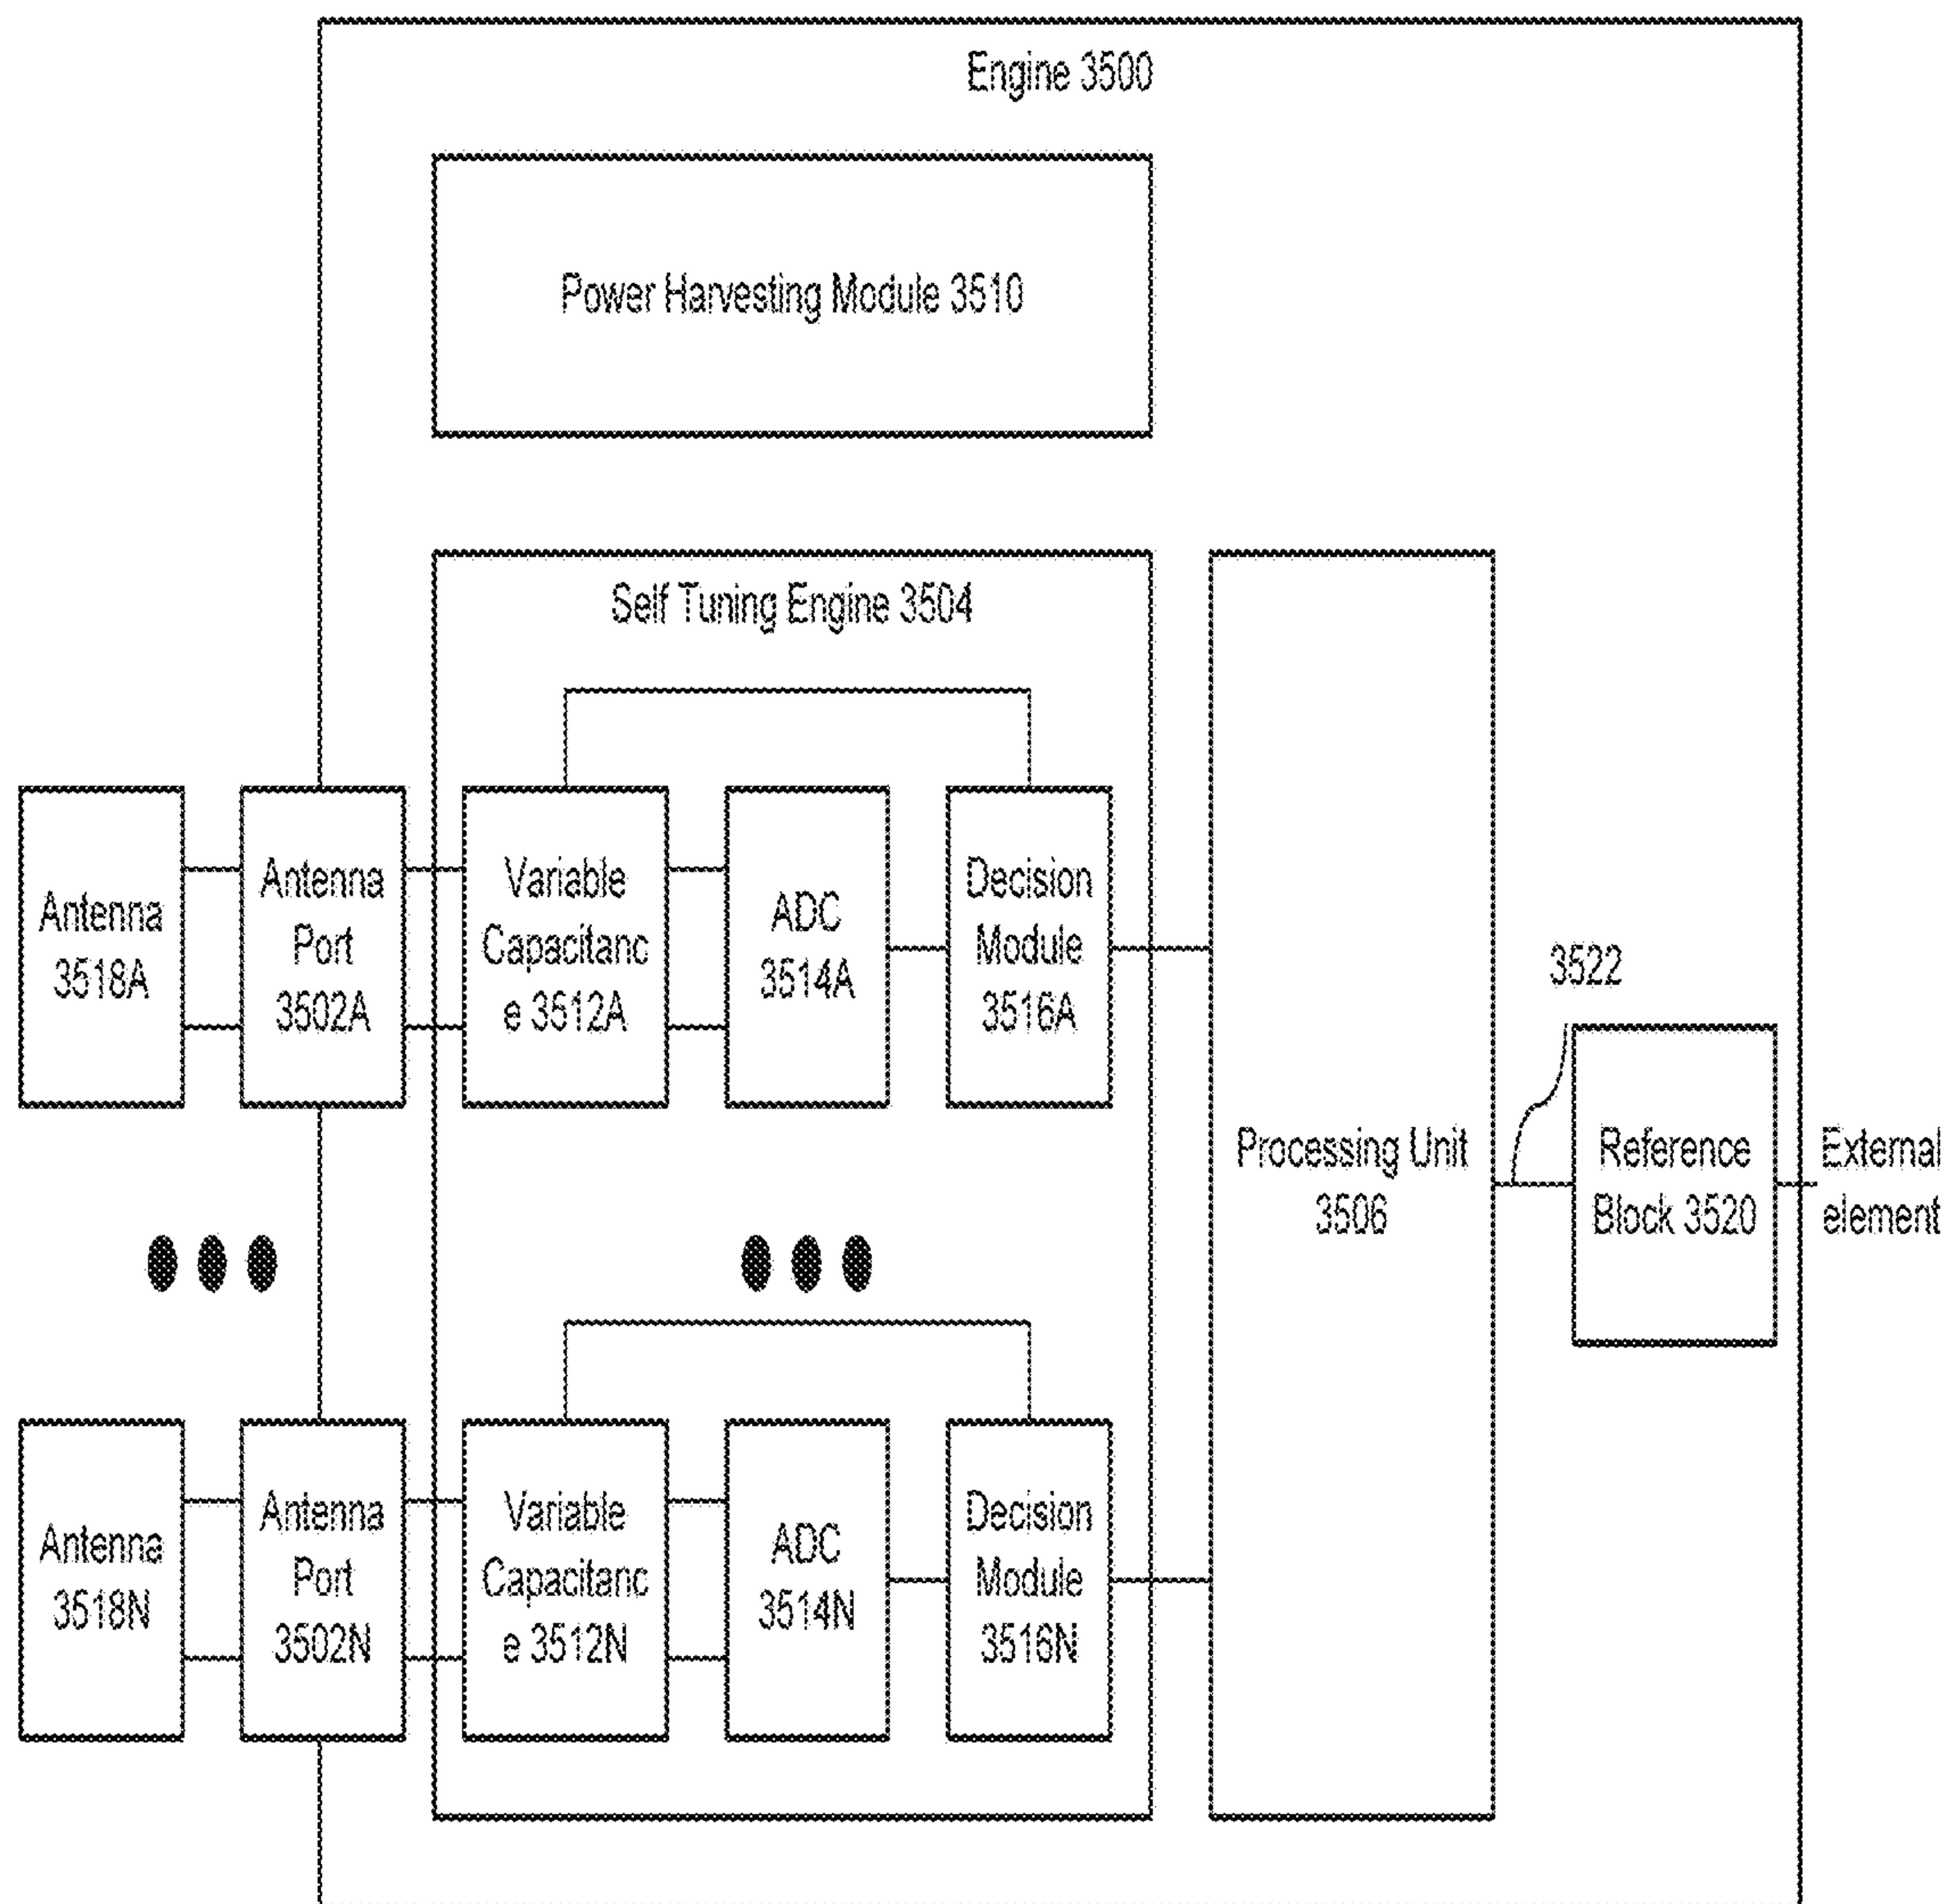 Engine 3500
Power Harvesting Module 3510
Self Tuning Engine 3504
Antenna
3518A
Antenna
Port
3502A
Variable
Capacitanc
e 3512A
ADC
3514A
Decision
Module
3516A
Processing Unit
3506
3522
Reference
Block 3520
External
element
Antenna
3518N
Antenna
Port
3502N
Variable
Capacitanc
e 3512N
ADC
3514N
Decision
Module
3516N